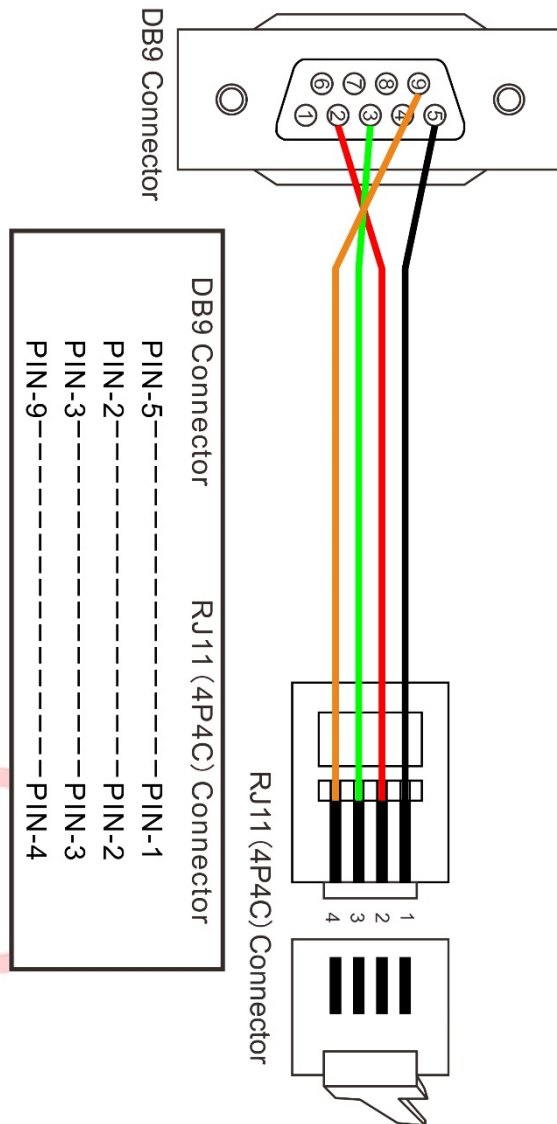 DB9 Connector
6 7 8 9
1 2 3 4 5
RJ11 (4P4C) Connector
1
2
3
4
DB9 Connector RJ11 (4P4C) Connector
PIN-5-----------------PIN-1
PIN-2-----------------PIN-2
PIN-3-----------------PIN-3
PIN-9-----------------PIN-4